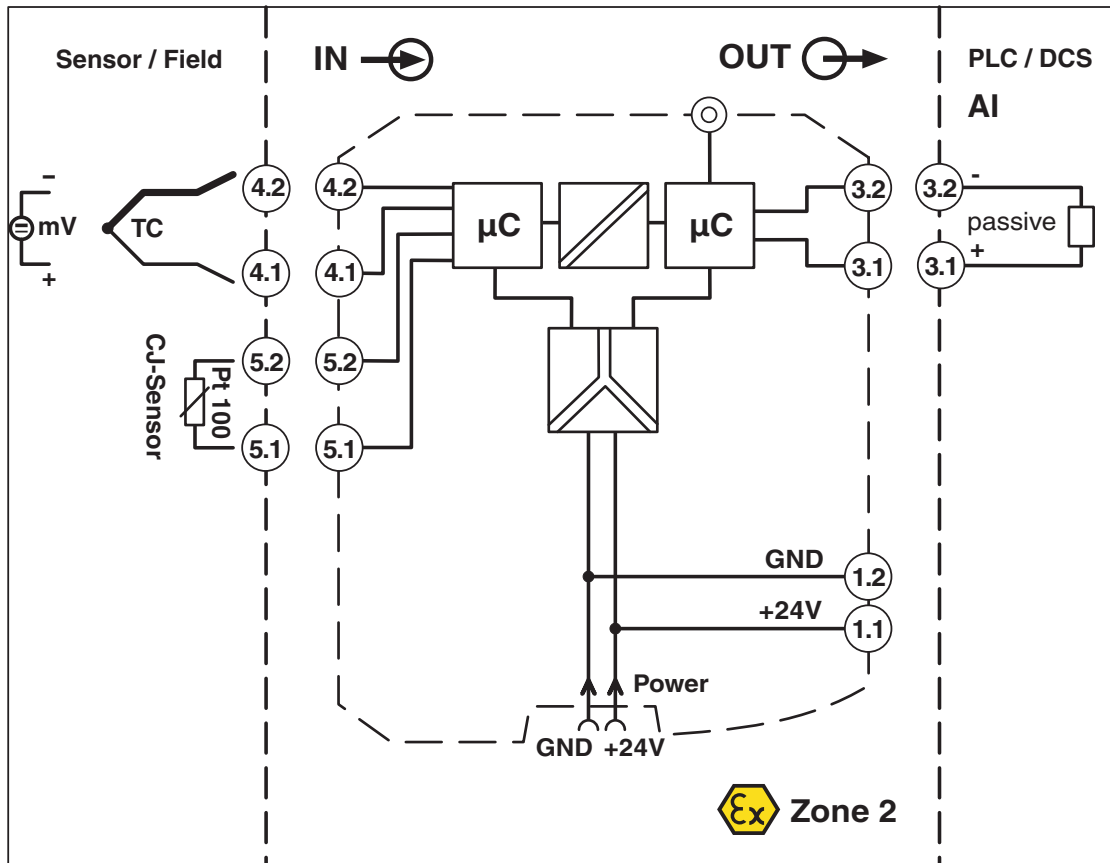 Sensor / Field
IN
OUT
PLC / DCS
AI
4.2
4.2
3.2
3.2
-
-
mV
TC
µC
µC
passive
+
+
4.1
4.1
3.1
3.1
CJ-Sensor
Pt 100
5.2
5.2
5.1
5.1
GND
1.2
+24V
1.1
Power
GND
+24V
Ex
Zone 2